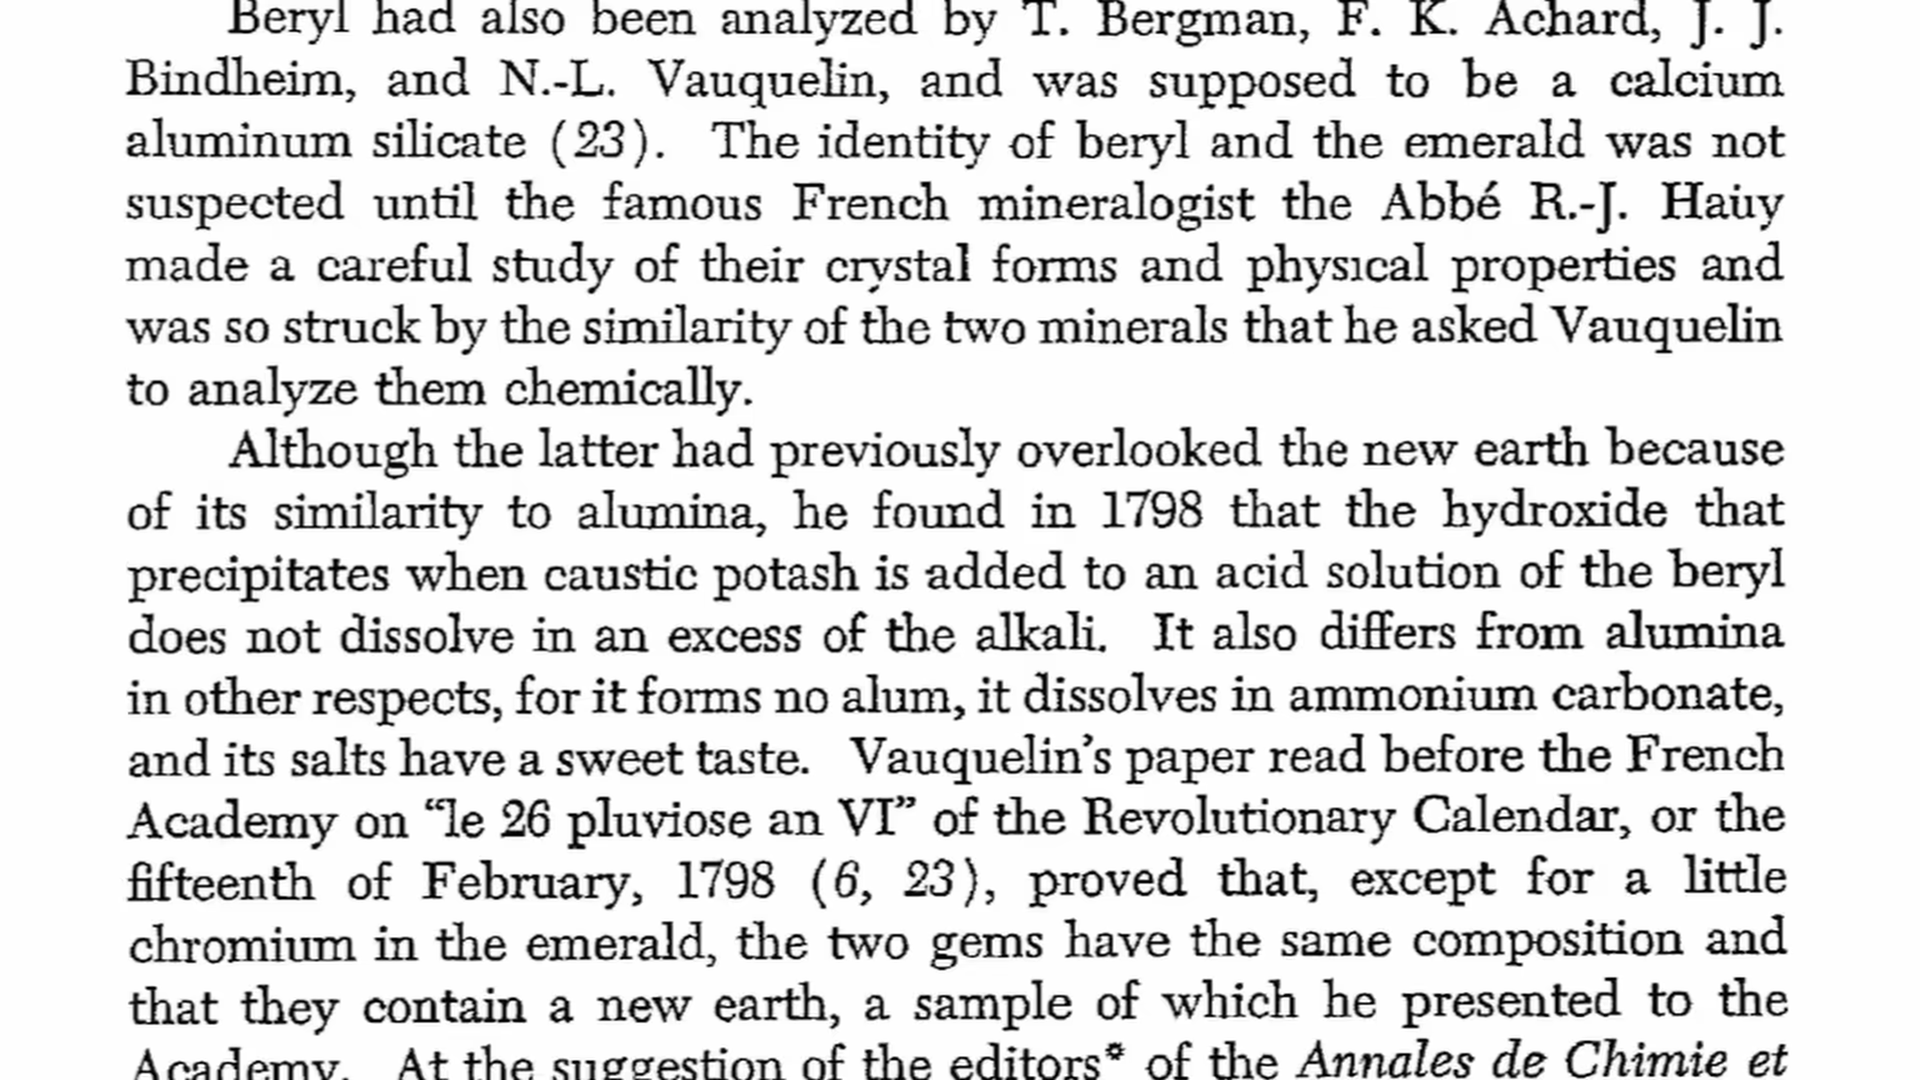 Beryl had also been analyzed by T. Bergman, F. K. Achard, J. J.
Bindheim, and N.-L. Vauquelin, and was supposed to be a calcium
aluminum silicate (23). The identity of beryl and the emerald was not
suspected until the famous French mineralogist the Abbé R.-J. Haüy
made a careful study of their crystal forms and physical properties and
was so struck by the similarity of the two minerals that he asked Vauquelin
to analyze them chemically.
Although the latter had previously overlooked the new earth because
of its similarity to alumina, he found in 1798 that the hydroxide that
precipitates when caustic potash is added to an acid solution of the beryl
does not dissolve in an excess of the alkali. It also differs from alumina
in other respects, for it forms no alum, it dissolves in ammonium carbonate,
and its salts have a sweet taste. Vauquelin's paper read before the French
Academy on “le 26 pluviose an VI” of the Revolutionary Calendar, or the
fifteenth of February, 1798 (6, 23), proved that, except for a little
chromium in the emerald, the two gems have the same composition and
that they contain a new earth, a sample of which he presented to the
Academy. At the suggestion of the editors* of the Annales de Chimie et